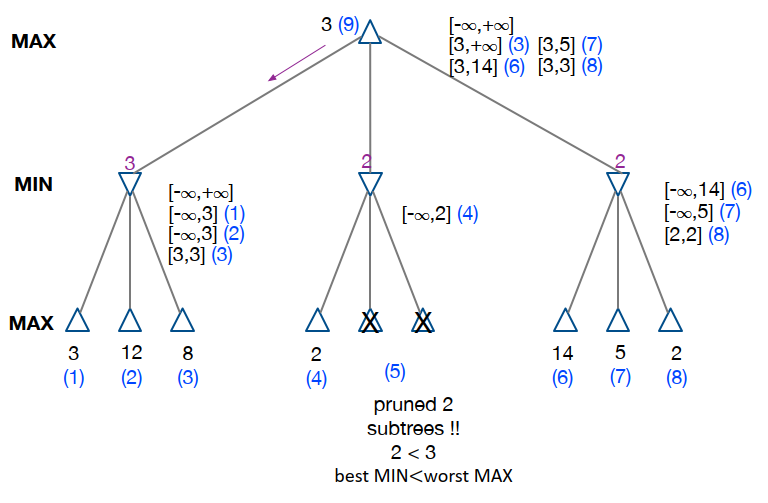 3 (9)
[-∞,+∞]
MAX
[3,+∞] (3) [3,5] (7)
[3,14] (6) [3,3] (8)
3
2
2
MIN
[-∞,+∞]
[-∞,3] (1)
[-∞,3] (2)
[3,3] (3)
[-∞,2] (4)
[-∞,14] (6)
[-∞,5] (7)
[2,2] (8)
MAX
X X
3 12 8 2 14 5 2
(1) (2) (3) (4) (5) (6) (7) (8)
pruned 2
subtrees !!
2 < 3
best MIN<worst MAX